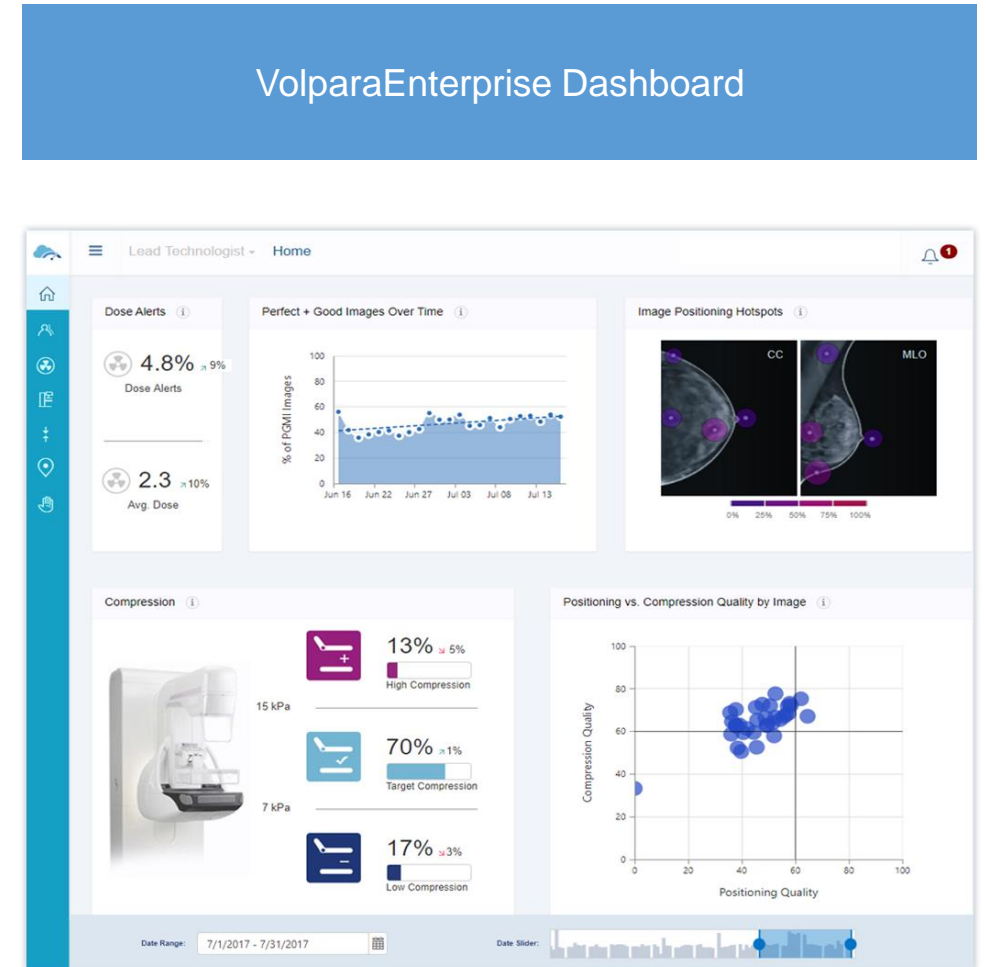 VolparaEnterprise Dashboard
Lead Technologist Home
1
Dose Alerts i
4.8% 9%
Dose Alerts
2.3 10%
Avg. Dose
Perfect + Good Images Over Time i
% of PGMI Images
100
80
60
40
20
0
Jun 16 Jun 22 Jun 27 Jul 03 Jul 08 Jul 13
Image Positioning Hotspots i
CC MLO
0% 25% 50% 75% 100%
Compression i
13% 5%
High Compression
15 kPa
70% 1%
Target Compression
7 kPa
17% 3%
Low Compression
Positioning vs. Compression Quality by Image i
Compression Quality
100
80
60
40
20
0
0 20 40 60 80 100
Positioning Quality
Date Range: 7/1/2017 - 7/31/2017
Date Slider: